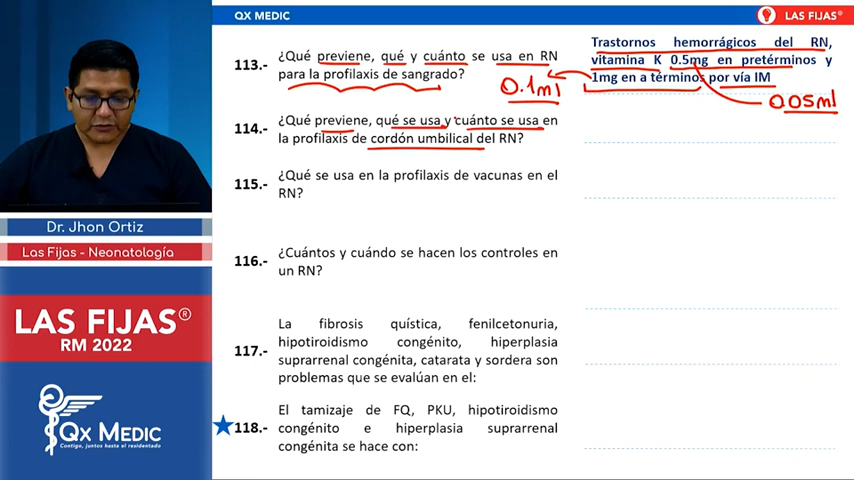 QX MEDIC
LAS FIJAS®
113.-
¿Qué previene, qué y cuánto se usa en RN
para la profilaxis de sangrado?
Trastornos hemorrágicos del RN,
vitamina K 0.5mg en pretérminos y
1mg en a términos por vía IM
0.1ml
0.05ml
114.-
¿Qué previene, qué se usa y cuánto se usa en
la profilaxis de cordón umbilical del RN?
115.-
¿Qué se usa en la profilaxis de vacunas en el
RN?
116.-
¿Cuántos y cuándo se hacen los controles en
un RN?
117.-
La fibrosis quística, fenilcetonuria,
hipotiroidismo congénito, hiperplasia
suprarrenal congénita, catarata y sordera son
problemas que se evalúan en el:
118.-
El tamizaje de FQ, PKU, hipotiroidismo
congénito e hiperplasia suprarrenal
congénita se hace con:
Dr. Jhon Ortiz
Las Fijas - Neonatología
LAS FIJAS®
RM 2022
QX MEDIC
Contigo, juntos hasta el residentado